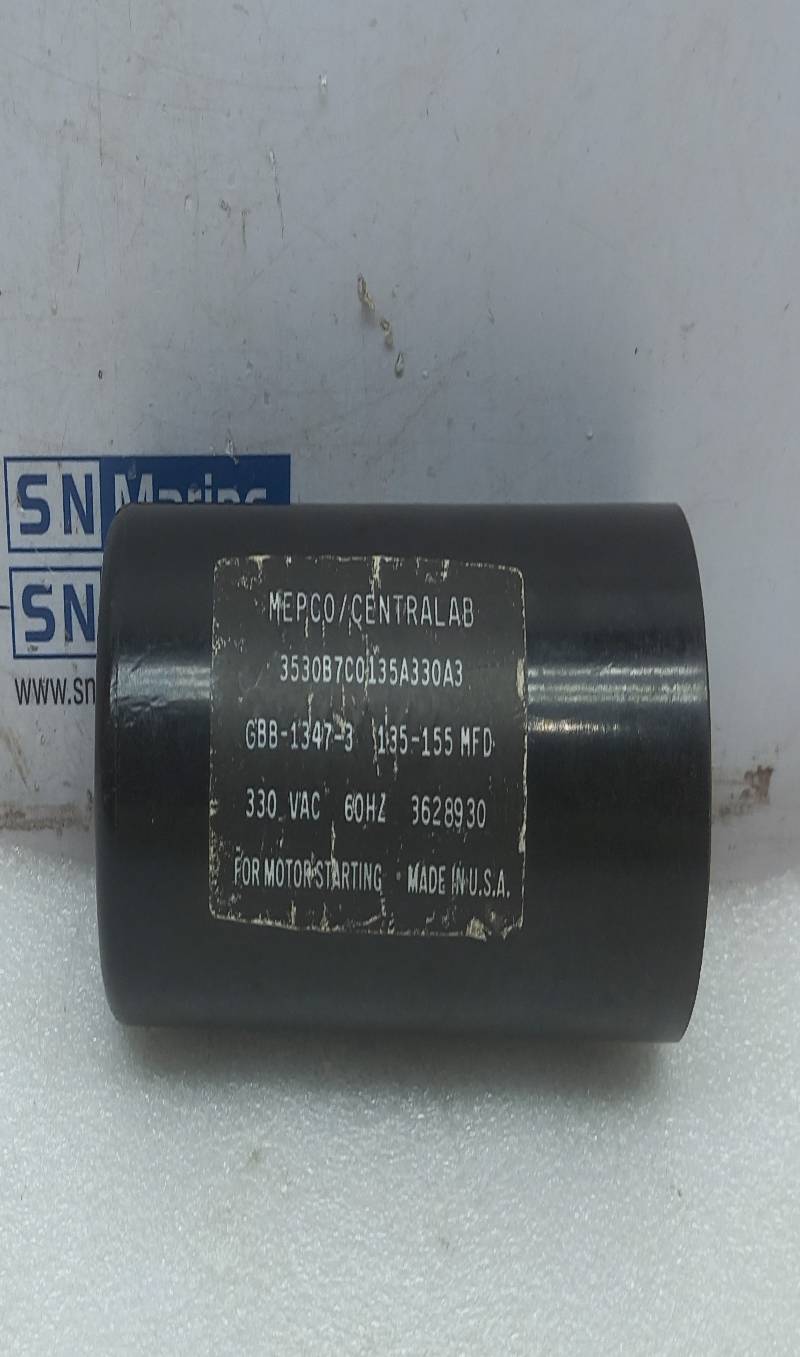 SN Marine
SN
www.sn
MEPCO/CENTRALAB
3530B7C0135A330A3
GBB-1347-3 135-155 MFD
330 VAC 60HZ 3628930
FOR MOTOR STARTING · MADE IN U.S.A.